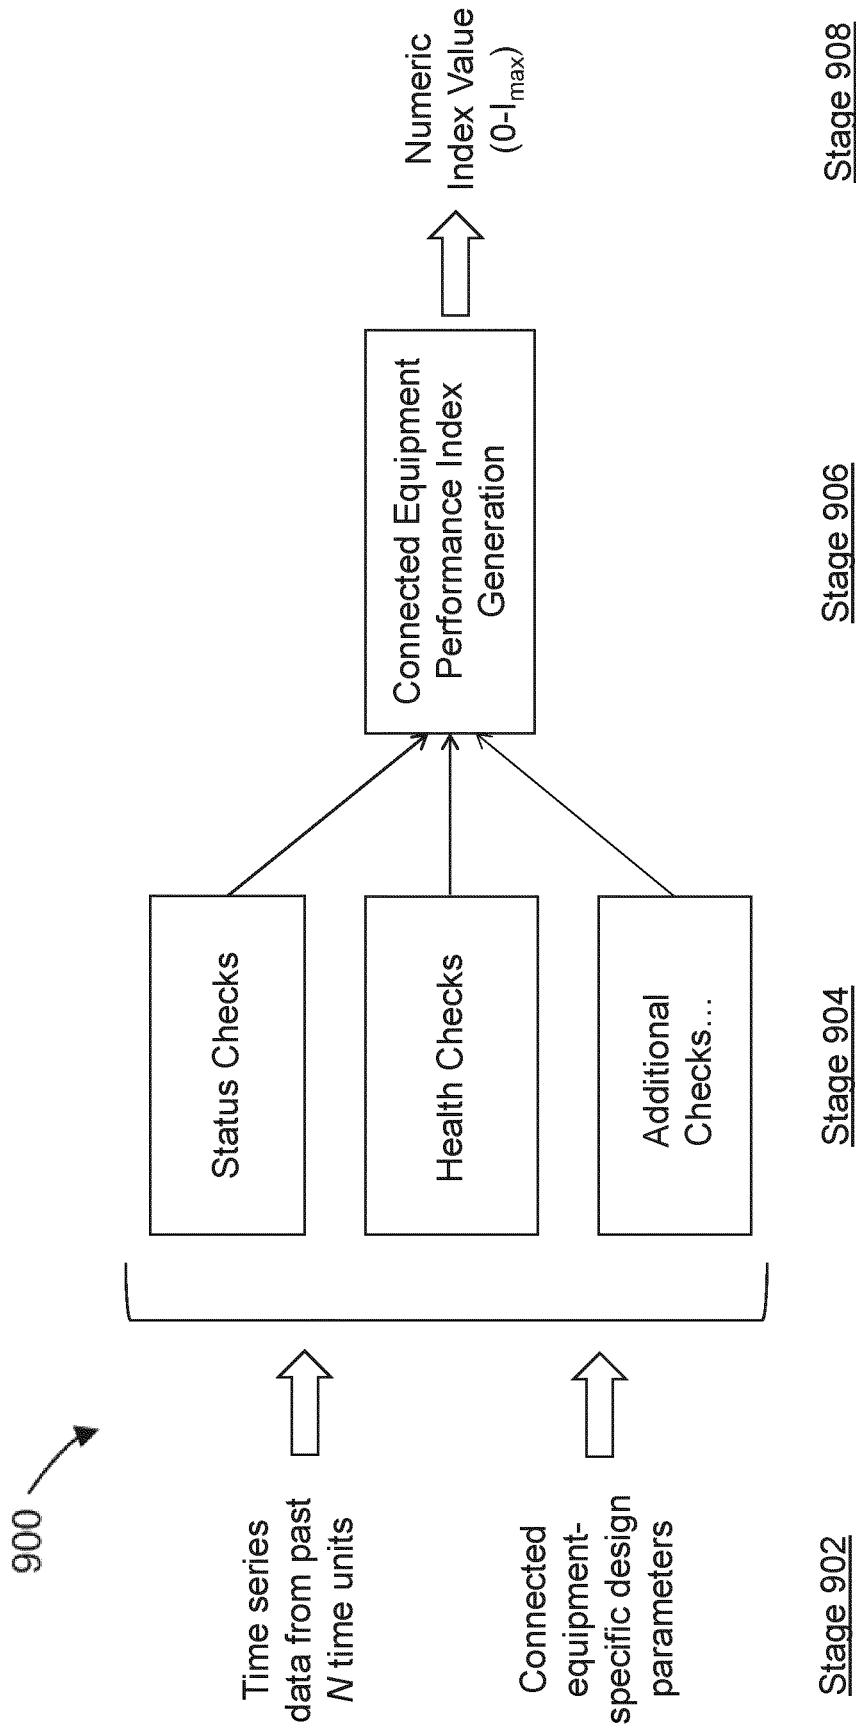 900
Time series
data from past
N time units
Connected
equipment-
specific design
parameters
Stage 902
Status Checks
Health Checks
Additional
Checks...
Stage 904
Connected Equipment
Performance Index
Generation
Stage 906
Numeric
Index Value
(0-Imax)
Stage 908